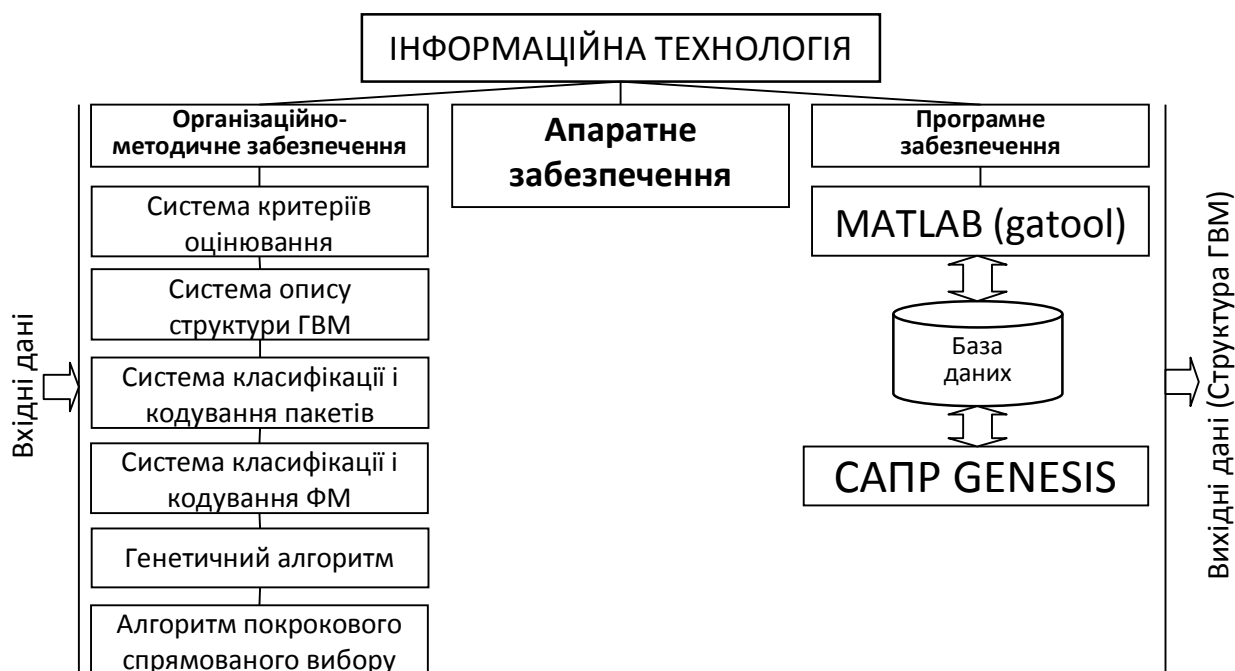 ІНФОРМАЦІЙНА ТЕХНОЛОГІЯ
Організаційно-
методичне забезпечення
Апаратне
забезпечення
Програмне
забезпечення
Система критеріїв
оцінювання
Система опису
структури ГВМ
Система класифікації і
кодування пакетів
Система класифікації і
кодування ФМ
Генетичний алгоритм
Алгоритм покрокового
спрямованого вибору
MATLAB (gatool)
База
даних
САПР GENESIS
Вхідні дані
Вихідні дані (Структура ГВМ)